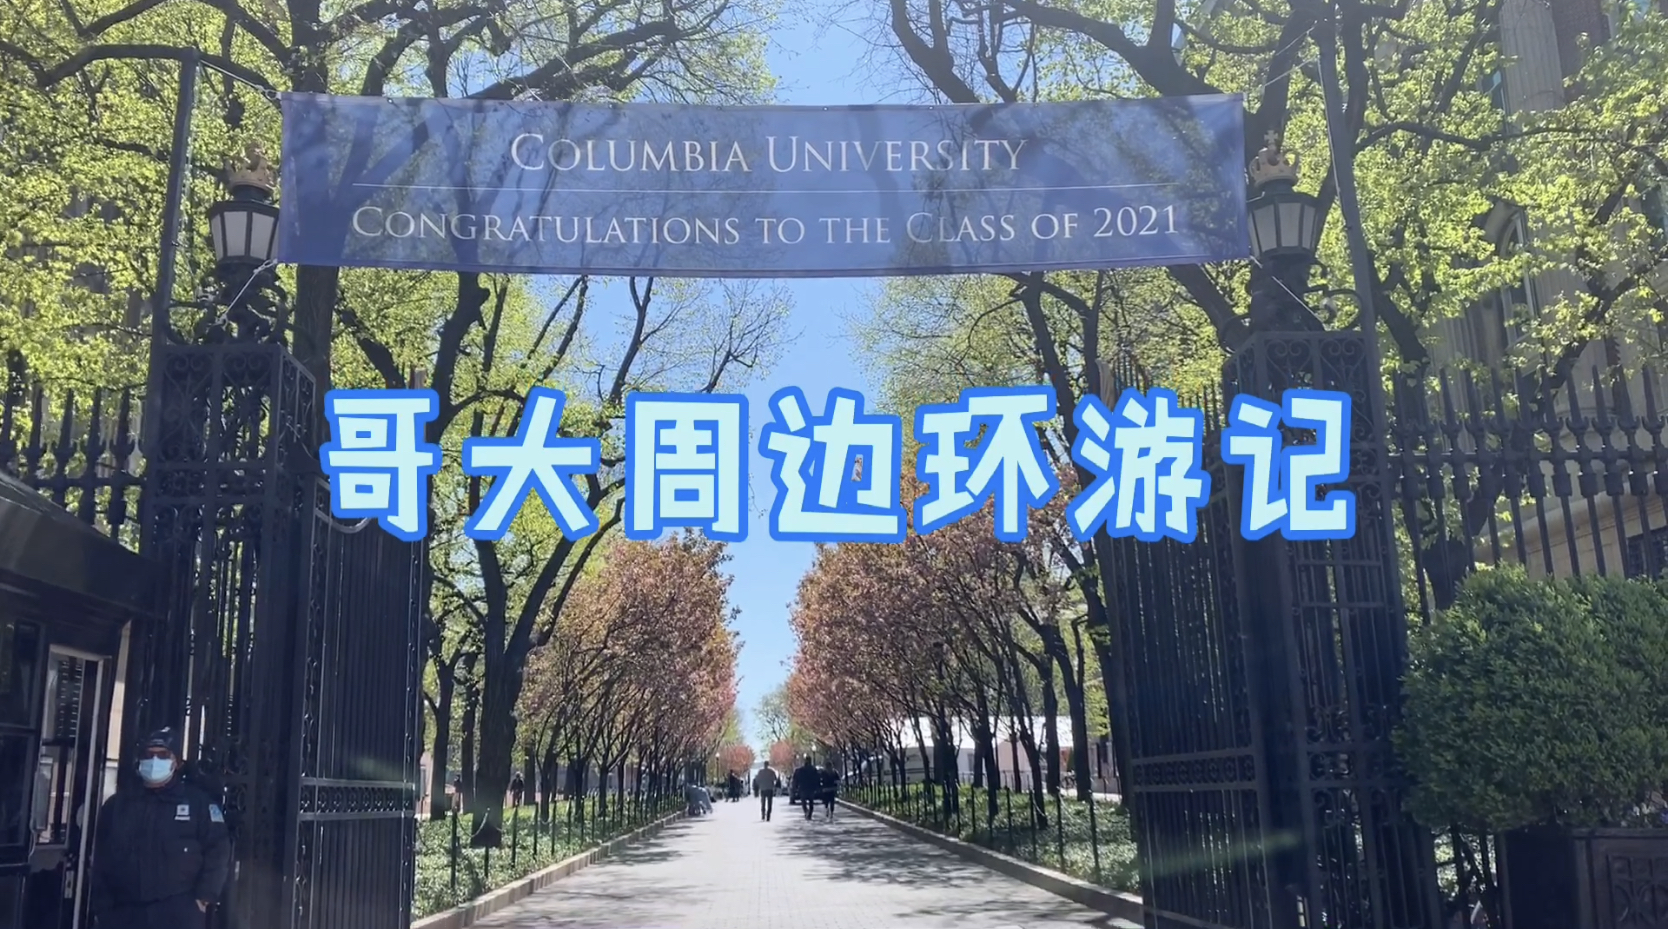 COLUMBIA UNIVERSITY
CONGRATULATIONS TO THE CLASS OF 2021
哥大周边环游记